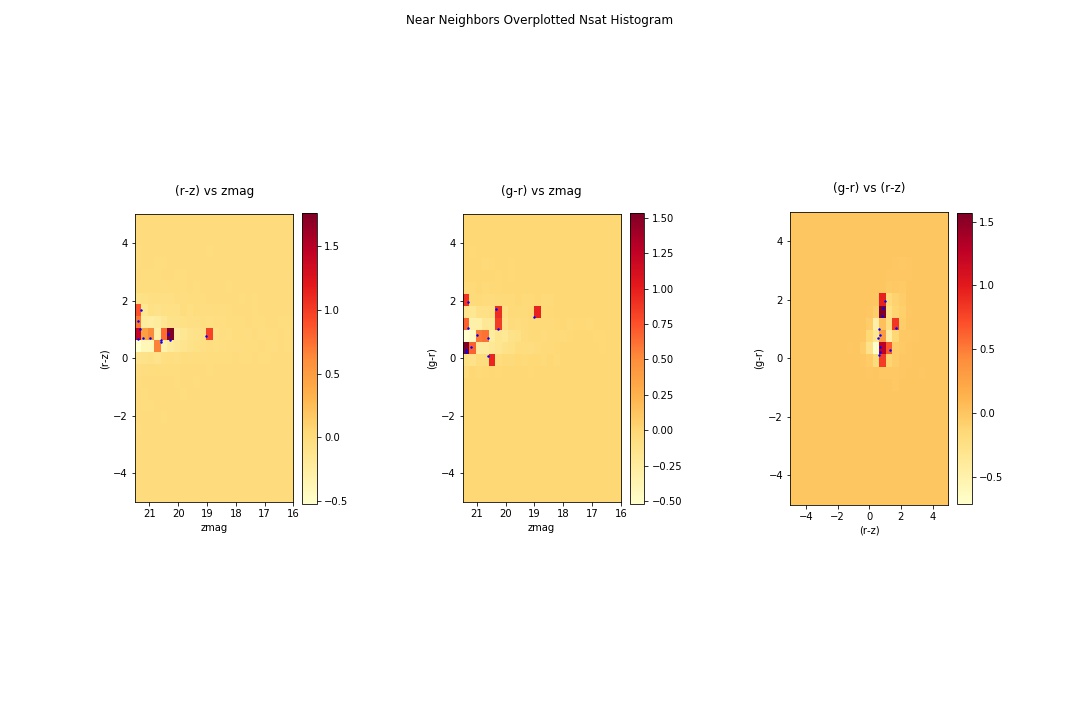 Near Neighbors Overplotted Nsat Histogram
(r-z) vs zmag
4
2
0
−2
−4
(r-z)
21 20 19 18 17 16
zmag
1.5
1.0
0.5
0.0
−0.5
(g-r) vs zmag
4
2
0
−2
−4
(g-r)
21 20 19 18 17 16
zmag
1.50
1.25
1.00
0.75
0.50
0.25
0.00
−0.25
−0.50
(g-r) vs (r-z)
4
2
0
−2
−4
(g-r)
−4 −2 0 2 4
(r-z)
1.5
1.0
0.5
0.0
−0.5